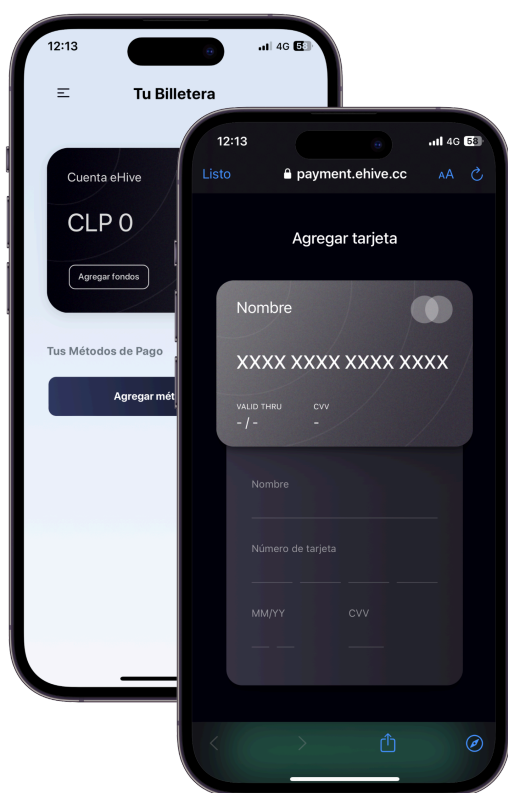 12:13
4G 58
Tu Billetera
Cuenta eHive
CLP 0
Agregar fondos
Tus Métodos de Pago
Agregar
12:13
4G 58
Listo
payment.ehive.cc
AA
Agregar tarjeta
Nombre
XXXX XXXX XXXX XXXX
VALID THRU CVV
- / - -
Nombre
Número de tarjeta
MM/YY CVV